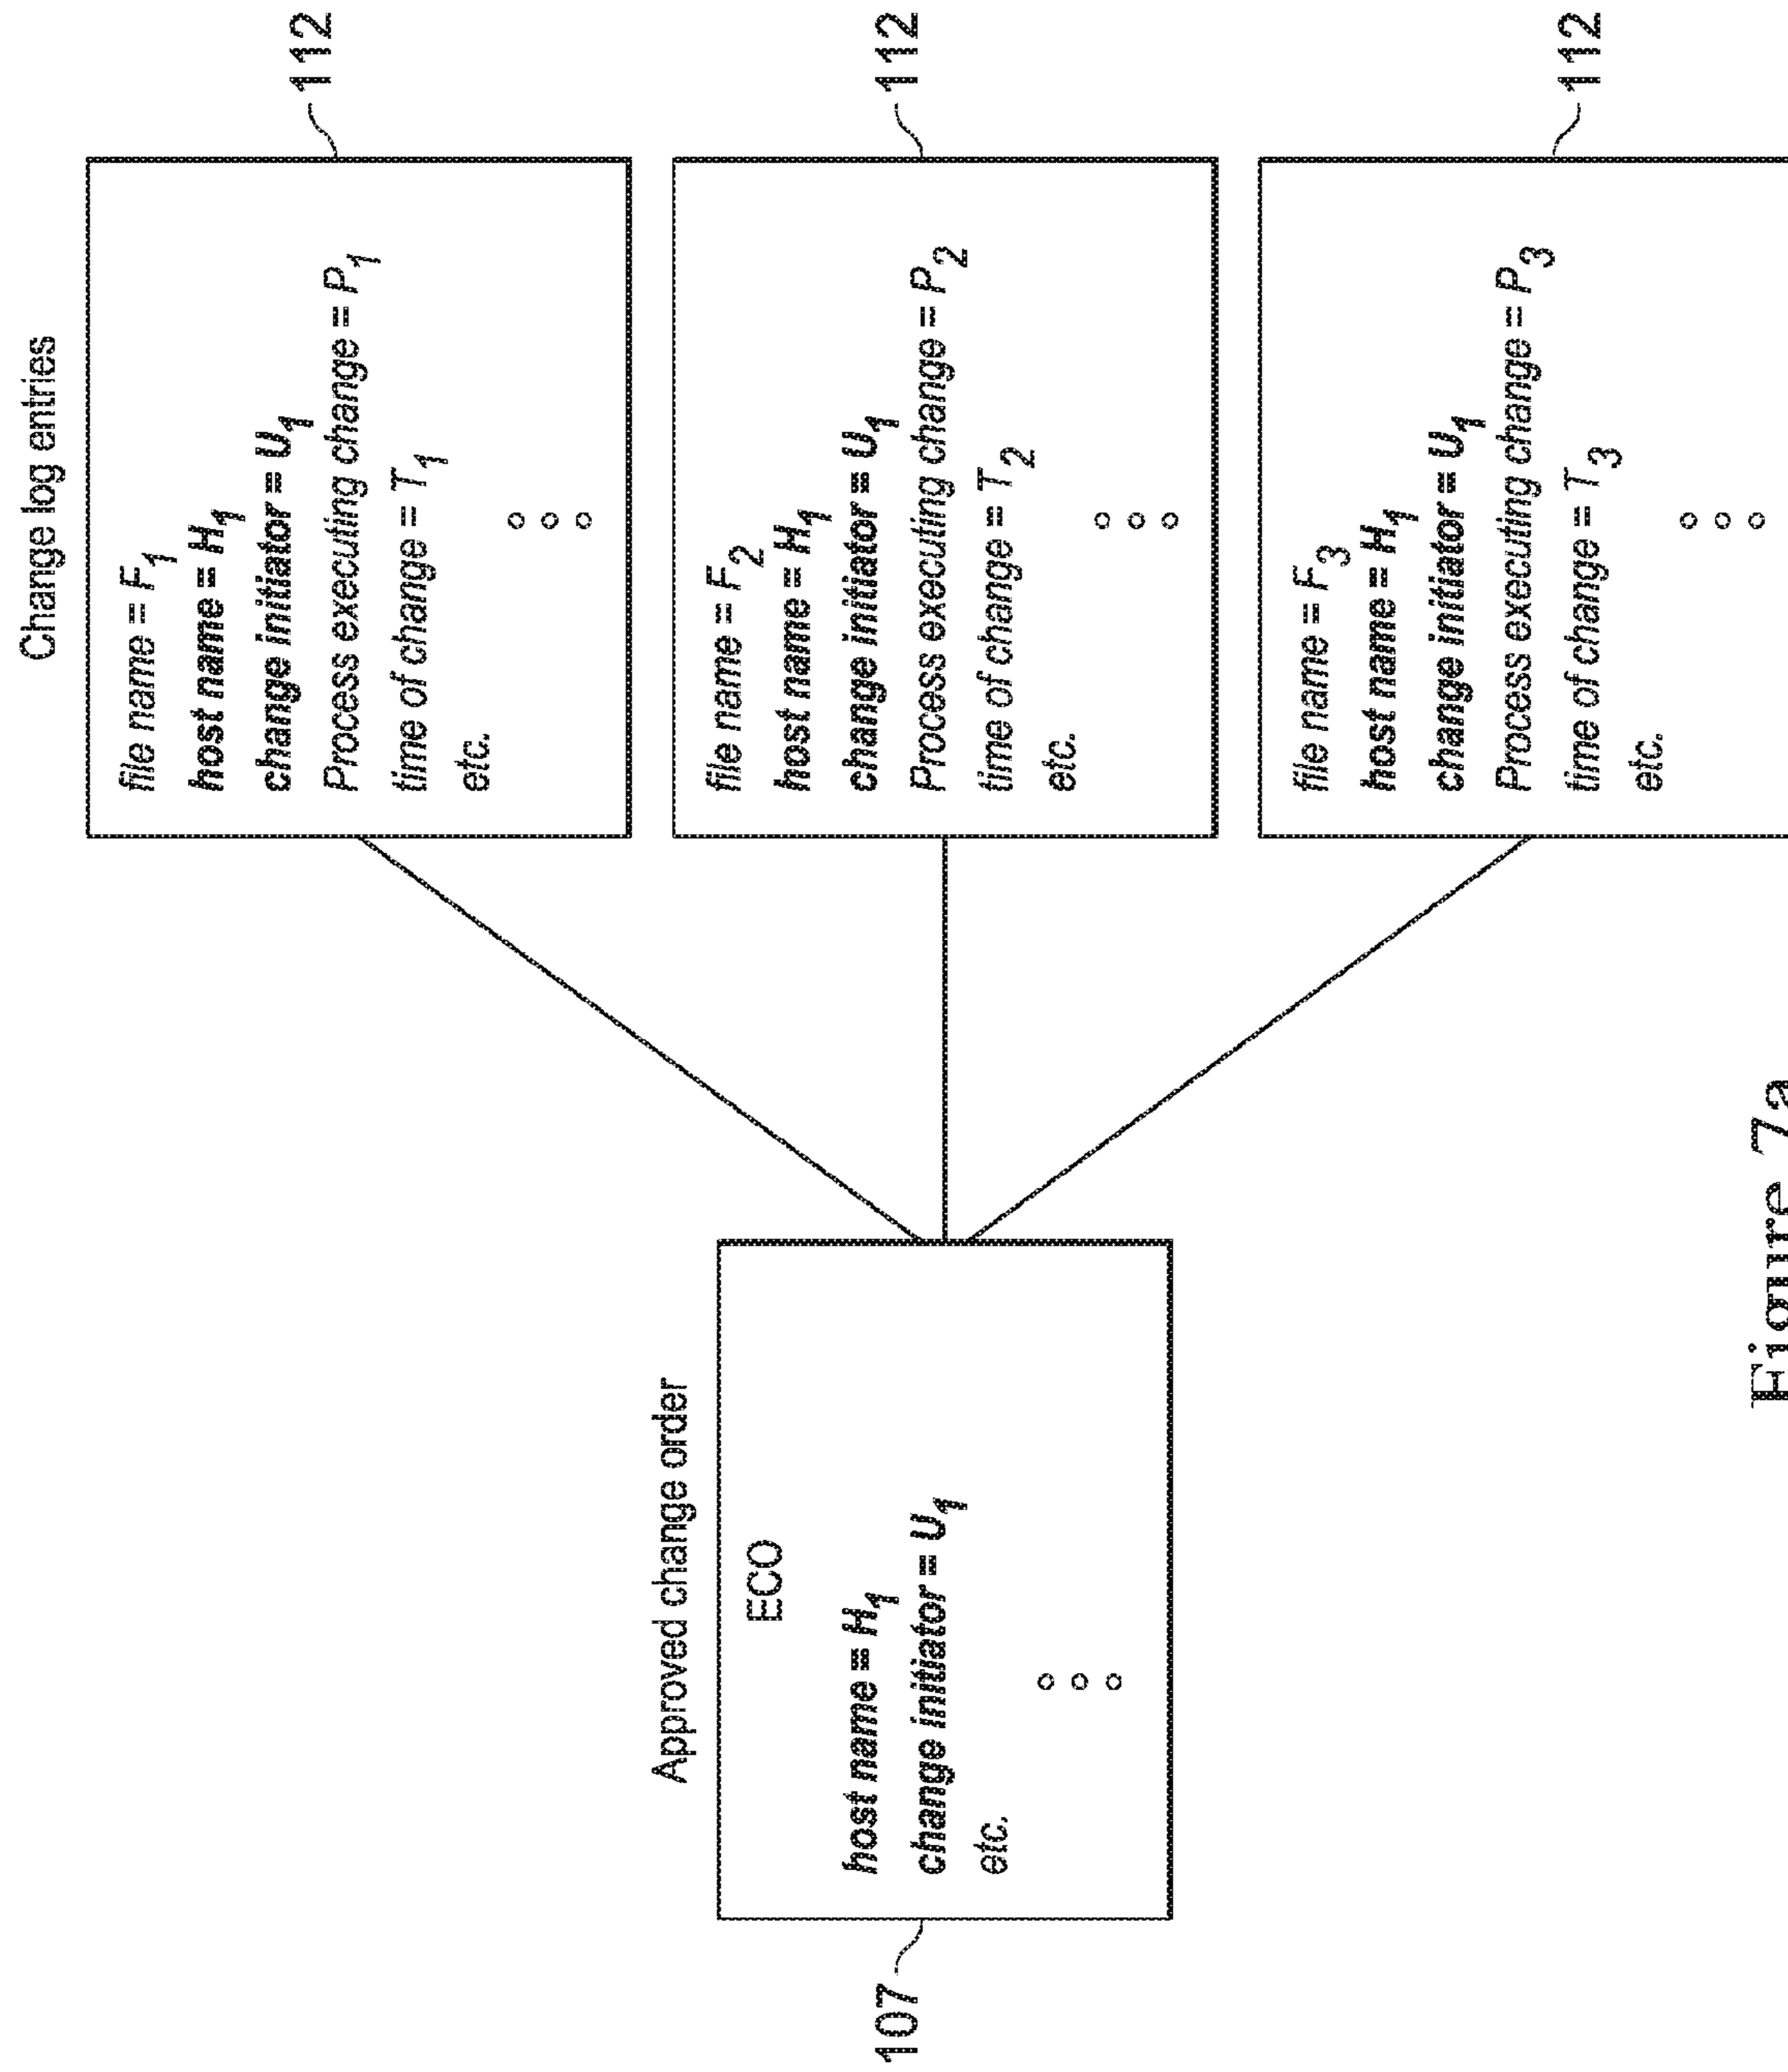 Change log entries
file name = F1
host name = H1
change initiator = U1
Process executing change = P1
time of change = T1
etc.
112
file name = F2
host name = H1
change initiator = U1
Process executing change = P2
time of change = T2
etc.
112
file name = F3
host name = H1
change initiator = U1
Process executing change = P3
time of change = T3
etc.
112
Approved change order
ECO
host name = H1
change initiator = U1
etc.
107
Figure 7a